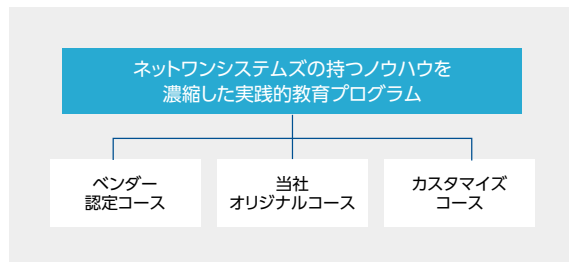 ネットワンシステムズの持つノウハウを
濃縮した実践的教育プログラム
ベンダー
認定コース
当社
オリジナルコース
カスタマイズ
コース